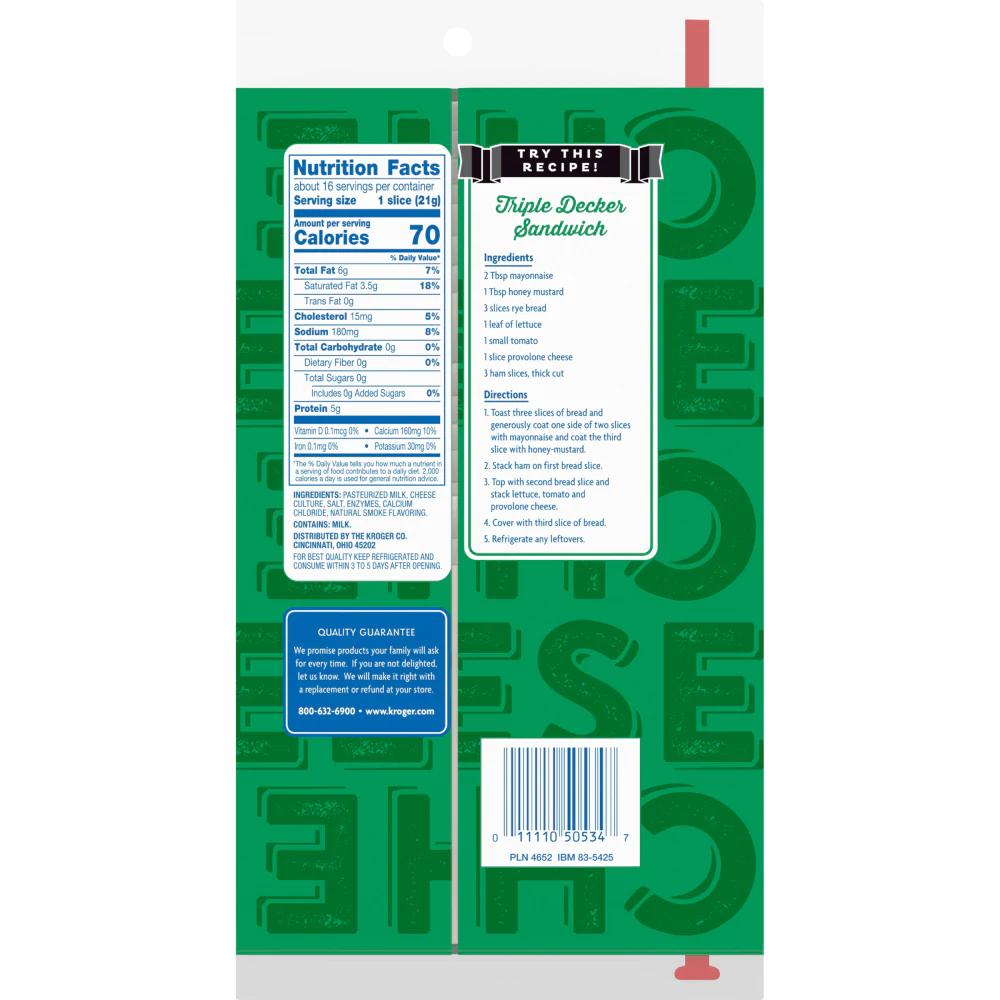 Nutrition Facts
about 16 servings per container
Serving size 1 slice (21g)
Amount per serving
Calories 70
% Daily Value*
Total Fat 6g 7%
Saturated Fat 3.5g 18%
Trans Fat 0g
Cholesterol 15mg 5%
Sodium 180mg 8%
Total Carbohydrate 0g 0%
Dietary Fiber 0g 0%
Total Sugars 0g
Includes 0g Added Sugars 0%
Protein 5g
Vitamin D 0.1mcg 0% • Calcium 160mg 10%
Iron 0.1mg 0% • Potassium 30mg 0%
*The % Daily Value tells you how much a nutrient in
a serving of food contributes to a daily diet. 2,000
calories a day is used for general nutrition advice.
INGREDIENTS: PASTEURIZED MILK, CHEESE
CULTURE, SALT, ENZYMES, CALCIUM
CHLORIDE, NATURAL SMOKE FLAVORING.
CONTAINS: MILK.
DISTRIBUTED BY THE KROGER CO.
CINCINNATI, OHIO 45202
FOR BEST QUALITY KEEP REFRIGERATED AND
CONSUME WITHIN 3 TO 5 DAYS AFTER OPENING.
QUALITY GUARANTEE
We promise products your family will ask
for every time. If you are not delighted,
let us know. We will make it right with
a replacement or refund at your store.
800-632-6900 • www.kroger.com
TRY THIS
RECIPE!
Triple Decker
Sandwich
Ingredients
2 Tbsp mayonnaise
1 Tbsp honey mustard
3 slices rye bread
1 leaf of lettuce
1 small tomato
1 slice provolone cheese
3 ham slices, thick cut
Directions
1. Toast three slices of bread and
generously coat one side of two slices
with mayonnaise and coat the third
slice with honey-mustard.
2. Stack ham on first bread slice.
3. Top with second bread slice and
stack lettuce, tomato and
provolone cheese.
4. Cover with third slice of bread.
5. Refrigerate any leftovers.
0 11110 50534 7
PLN 4652 IBM 83-5425